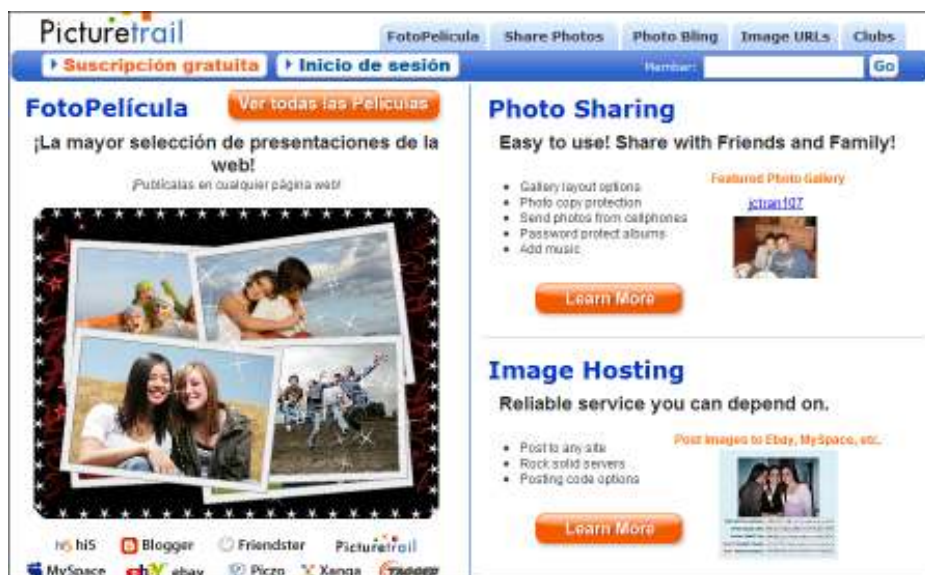 Picturetrail
FotoPelícula Share Photos Photo Bling Image URLs Clubs
Suscripción gratuita Inicio de sesión Member: Go
FotoPelícula Ver todas las Películas
¡La mayor selección de presentaciones de la
web!
¡Publícalas en cualquier página web!
hi5 hi5 Blogger Friendster Picturetrail
MySpace ebay ebay Piczo Xanga TAGGED
Photo Sharing
Easy to use! Share with Friends and Family!
Gallery layout options
Photo copy protection
Send photos from cellphones
Password protect albums
Add music
Featured Photo Gallery
jctran107
Learn More
Image Hosting
Reliable service you can depend on.
Post to any site
Rock solid servers
Posting code options
Post Images to Ebay, MySpace, etc.
Learn More